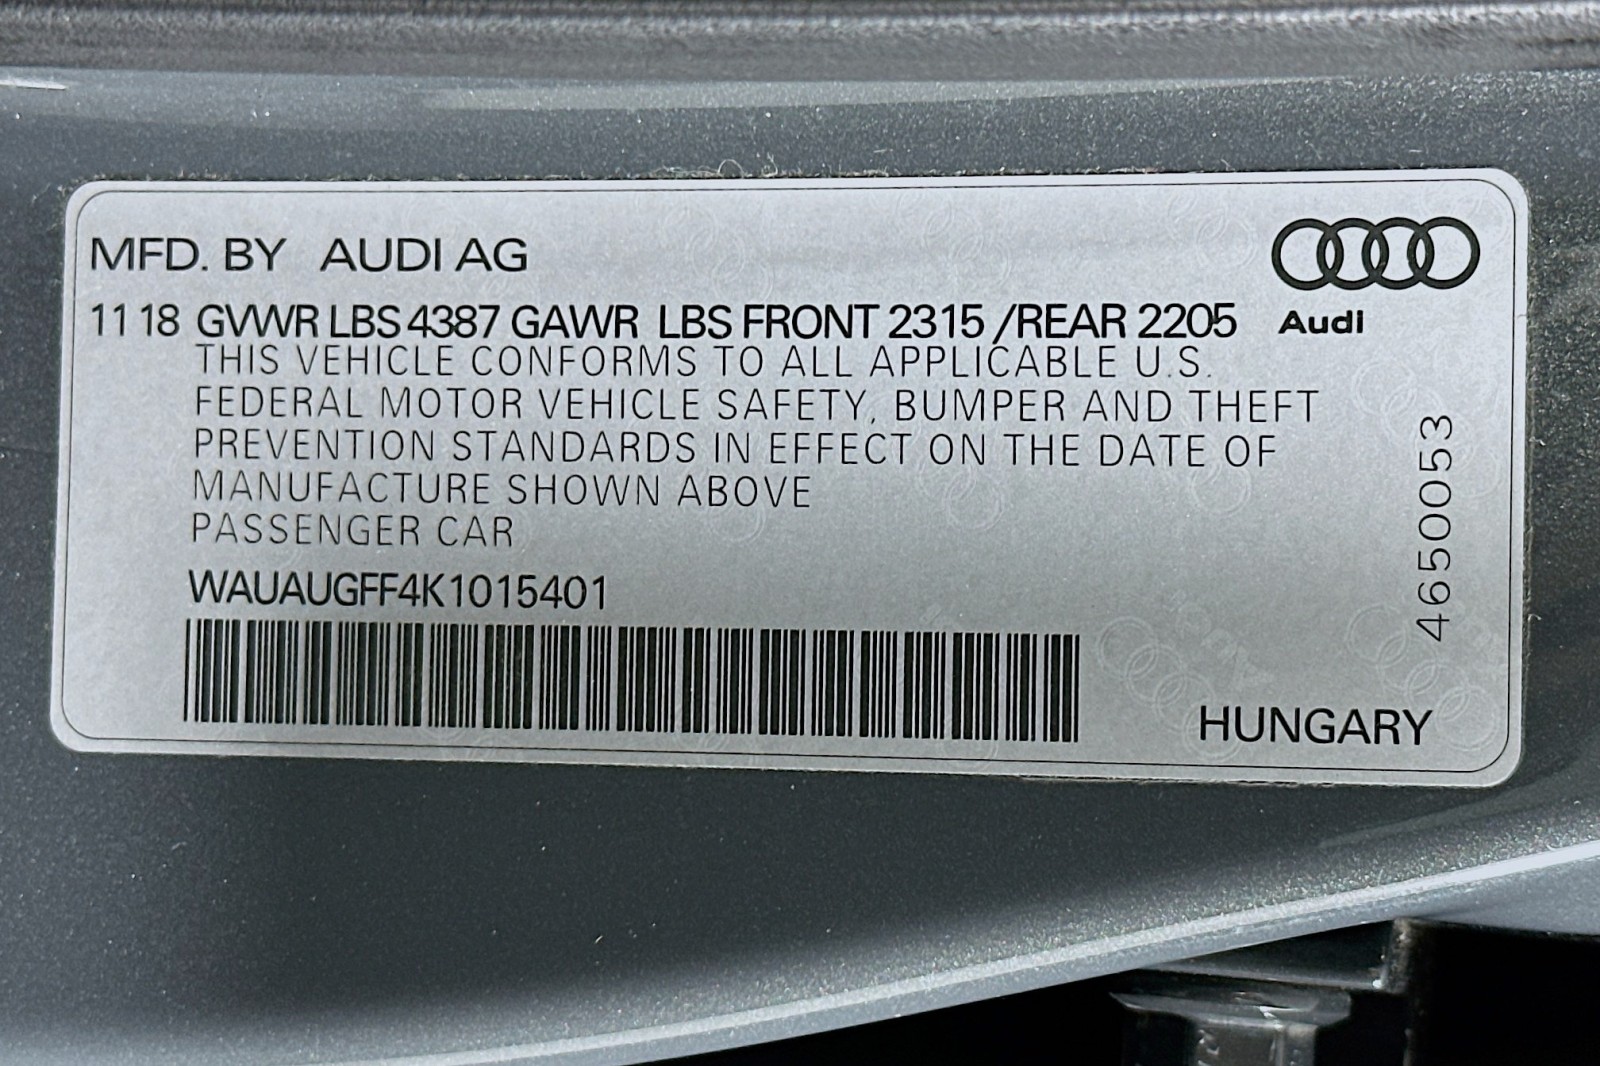 MFD. BY AUDI AG
1118 GVWR LBS 4387 GAWR LBS FRONT 2315 /REAR 2205
Audi
THIS VEHICLE CONFORMS TO ALL APPLICABLE U.S.
FEDERAL MOTOR VEHICLE SAFETY, BUMPER AND THEFT
PREVENTION STANDARDS IN EFFECT ON THE DATE OF
MANUFACTURE SHOWN ABOVE
PASSENGER CAR
WAUAUGFF4K1015401
4650053
HUNGARY